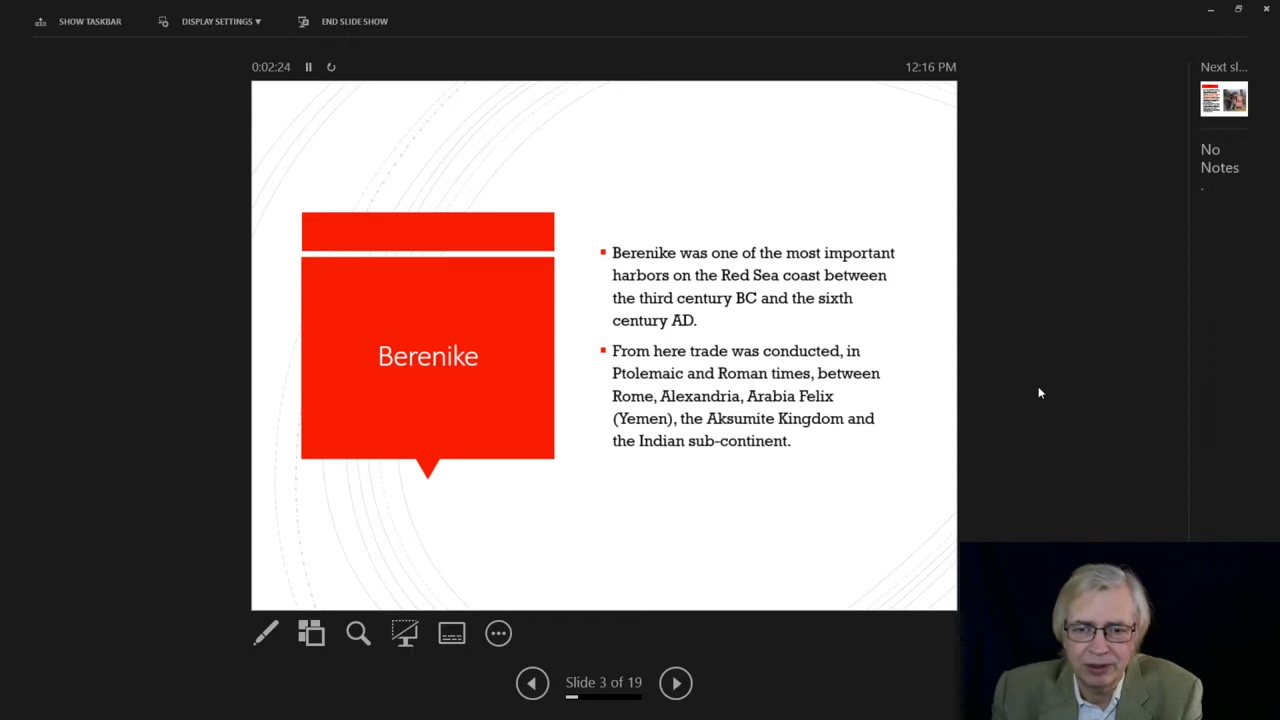 SHOW TASKBAR
DISPLAY SETTINGS ▼
END SLIDE SHOW
0:02:24
12:16 PM
Next sl...
No
Notes
.
Berenike
Berenike was one of the most important
harbors on the Red Sea coast between
the third century BC and the sixth
century AD.
From here trade was conducted, in
Ptolemaic and Roman times, between
Rome, Alexandria, Arabia Felix
(Yemen), the Aksumite Kingdom and
the Indian sub-continent.
Slide 3 of 19